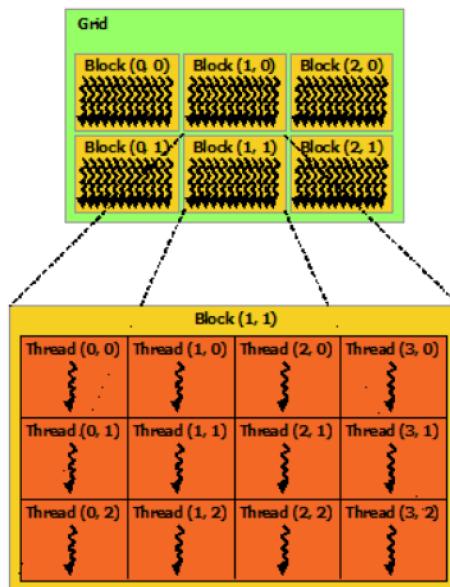 Grid
Block (0, 0) Block (1, 0) Block (2, 0)
Block (0, 1) Block (1, 1) Block (2, 1)
Block (1, 1)
Thread (0, 0) Thread (1, 0) Thread (2, 0) Thread (3, 0)
Thread (0, 1) Thread (1, 1) Thread (2, 1) Thread (3, 1)
Thread (0, 2) Thread (1, 2) Thread (2, 2) Thread (3, 2)